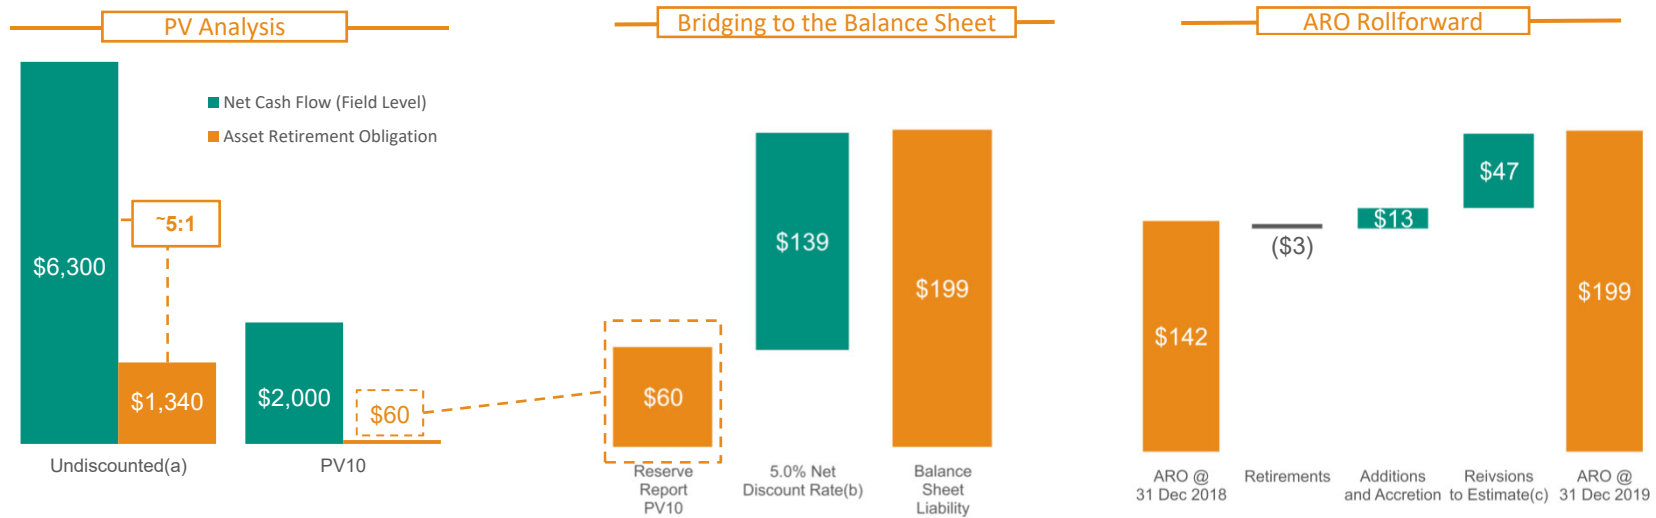 PV Analysis
Net Cash Flow (Field Level)
Asset Retirement Obligation
~5:1
$6,300
$1,340
$2,000
$60
Undiscounted(a)
PV10
Bridging to the Balance Sheet
$60
$139
$199
Reserve
Report
PV10
5.0% Net
Discount Rate(b)
Balance
Sheet
Liability
ARO Rollforward
$142
($3)
$13
$47
$199
ARO @
31 Dec 2018
Retirements
Additions
and Accretion
Reivsions
to Estimate(c)
ARO @
31 Dec 2019